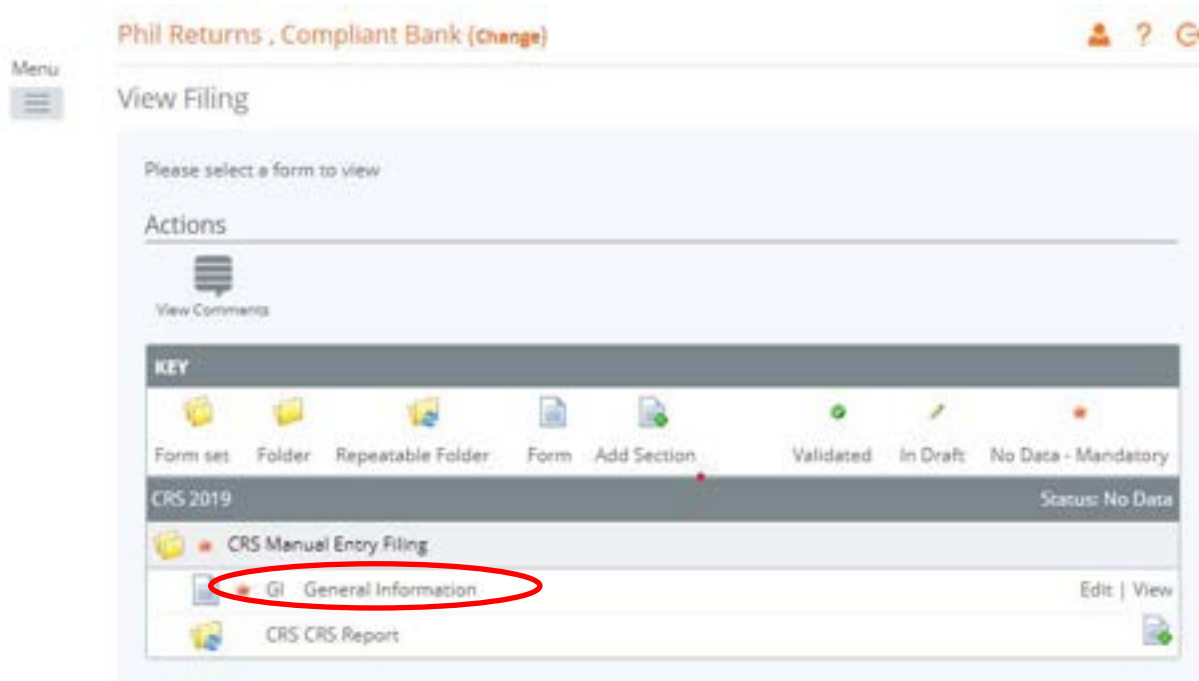 Phil Returns , Compliant Bank (Change)
?
Menu
View Filing
Please select a form to view
Actions
View Comments
KEY
Form set Folder Repeatable Folder Form Add Section Validated In Draft No Data - Mandatory
CRS 2019 Status: No Data
CRS Manual Entry Filing
GI General Information Edit | View
CRS CRS Report